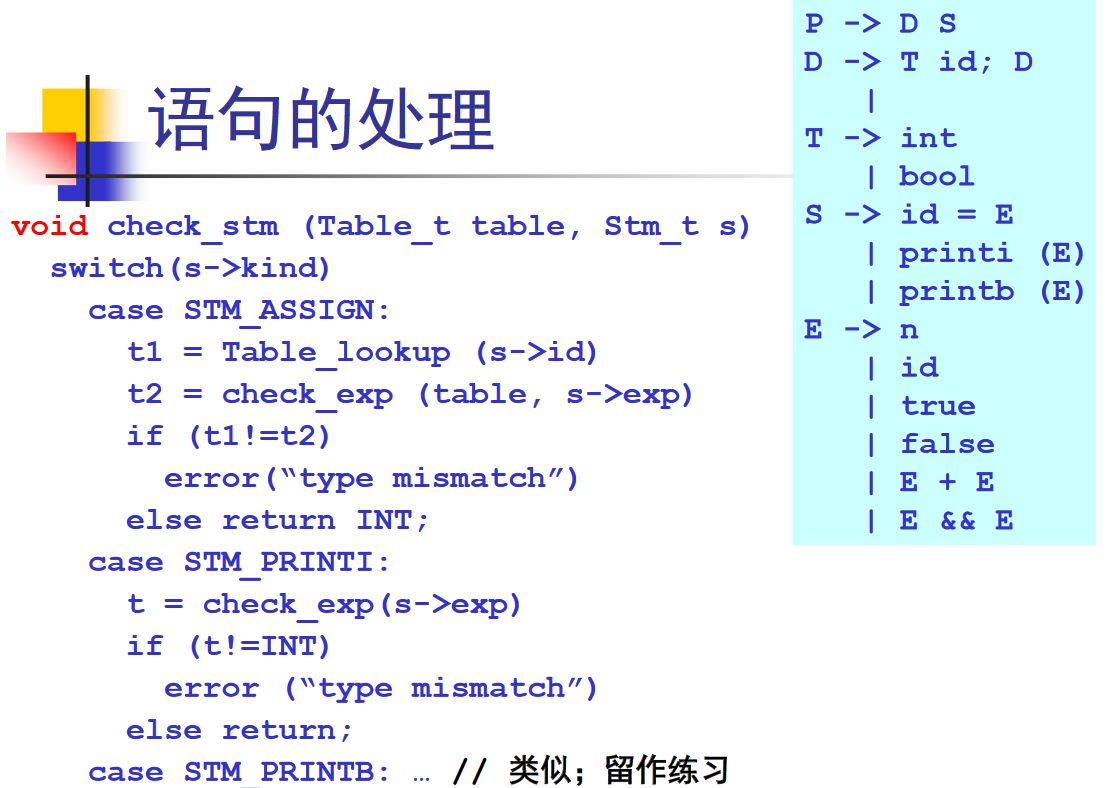 语句的处理
void check_stm (Table_t table, Stm_t s)
switch(s->kind)
case STM_ASSIGN:
t1 = Table_lookup (s->id)
t2 = check_exp (table, s->exp)
if (t1!=t2)
error(“type mismatch”)
else return INT;
case STM_PRINTI:
t = check_exp(s->exp)
if (t!=INT)
error (“type mismatch”)
else return;
case STM_PRINTB: … // 类似；留作练习
P -> D S
D -> T id; D
|
T -> int
| bool
S -> id = E
| printi (E)
| printb (E)
E -> n
| id
| true
| false
| E + E
| E && E